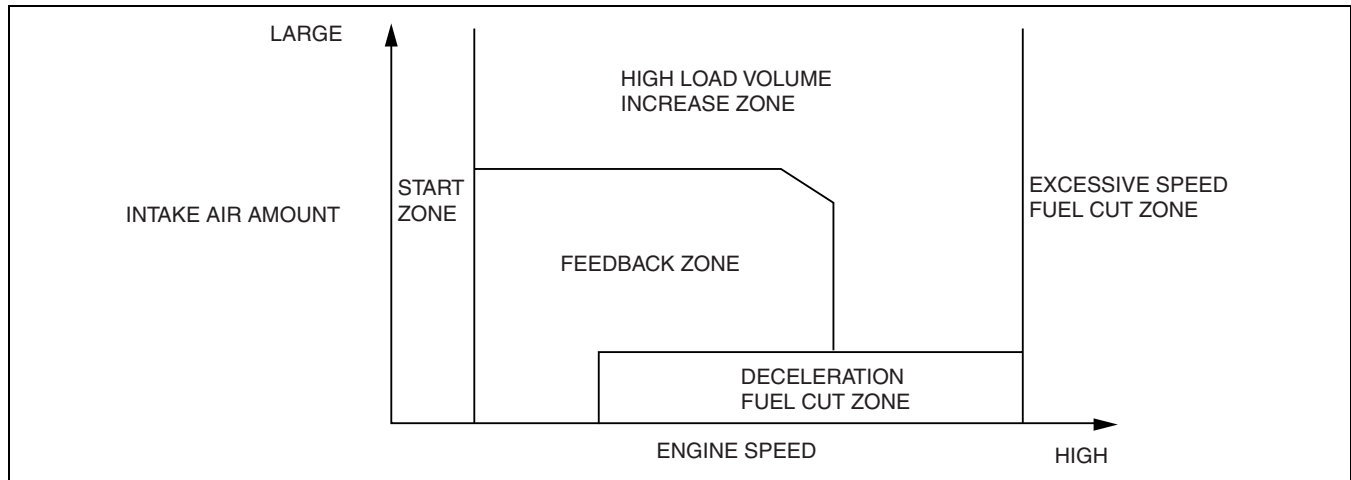 LARGE
HIGH LOAD VOLUME
INCREASE ZONE
INTAKE AIR AMOUNT
START
ZONE
EXCESSIVE SPEED
FUEL CUT ZONE
FEEDBACK ZONE
DECELERATION
FUEL CUT ZONE
ENGINE SPEED
HIGH